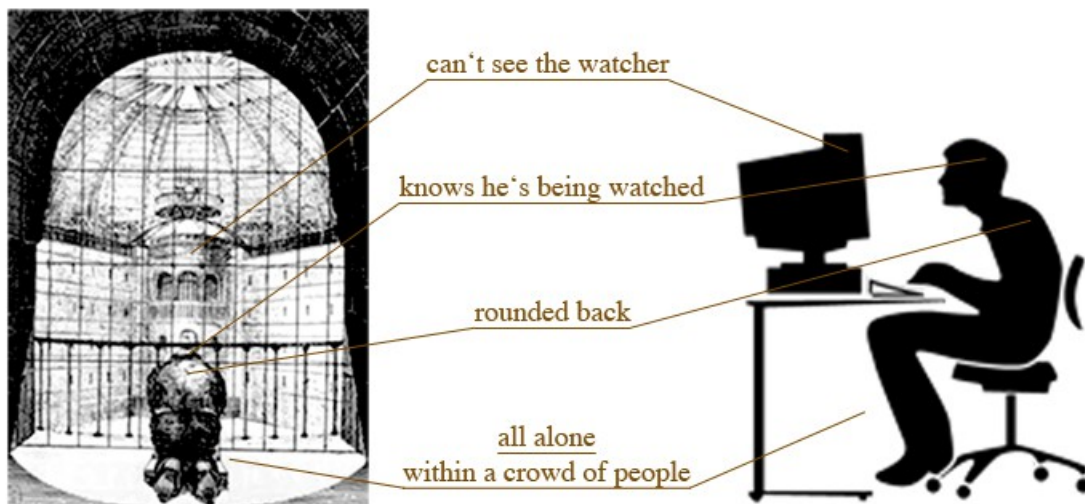 can‘t see the watcher
knows he‘s being watched
rounded back
all alone
within a crowd of people